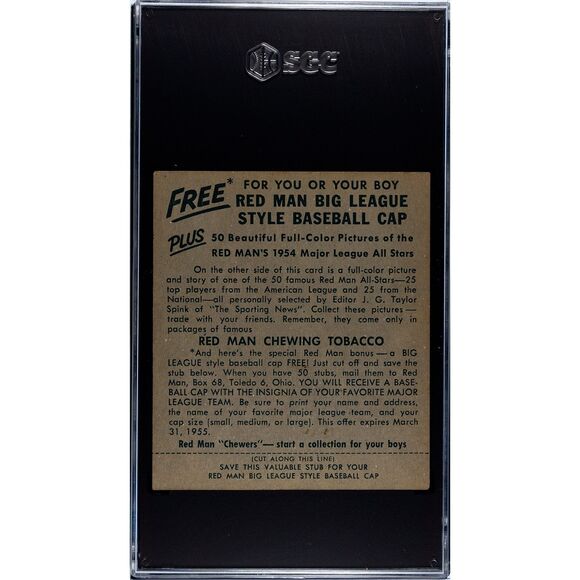 SGC
FREE* FOR YOU OR YOUR BOY
RED MAN BIG LEAGUE
STYLE BASEBALL CAP
PLUS 50 Beautiful Full-Color Pictures of the
RED MAN'S 1954 Major League All Stars
On the other side of this card is a full-color picture
and story of one of the 50 famous Red Man All-Stars—25
top players from the American League and 25 from the
National—all personally selected by Editor J. G. Taylor
Spink of "The Sporting News". Collect these pictures—
trade with your friends. Remember, they come only in
packages of famous
RED MAN CHEWING TOBACCO
*And here's the special Red Man bonus—a BIG
LEAGUE style baseball cap FREE! Just cut off and save the
stub below. When you have 50 stubs, mail them to Red
Man, Box 68, Toledo 6, Ohio. YOU WILL RECEIVE A BASE-
BALL CAP WITH THE INSIGNIA OF YOUR FAVORITE MAJOR
LEAGUE TEAM. Be sure to print your name and address,
the name of your favorite major league team, and your cap
size (small, medium, or large). This offer expires March
31, 1955.
Red Man "Chewers"—start a collection for your boys
(CUT ALONG THIS LINE)
SAVE THIS VALUABLE STUB FOR YOUR
RED MAN BIG LEAGUE STYLE BASEBALL CAP